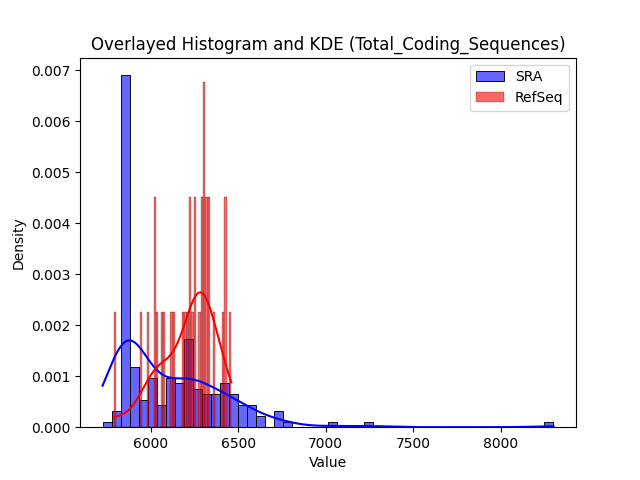 Overlayed Histogram and KDE (Total_Coding_Sequences)
SRA
RefSeq
0.007
0.006
0.005
0.004
0.003
0.002
0.001
0.000
Density
6000 6500 7000 7500 8000
Value